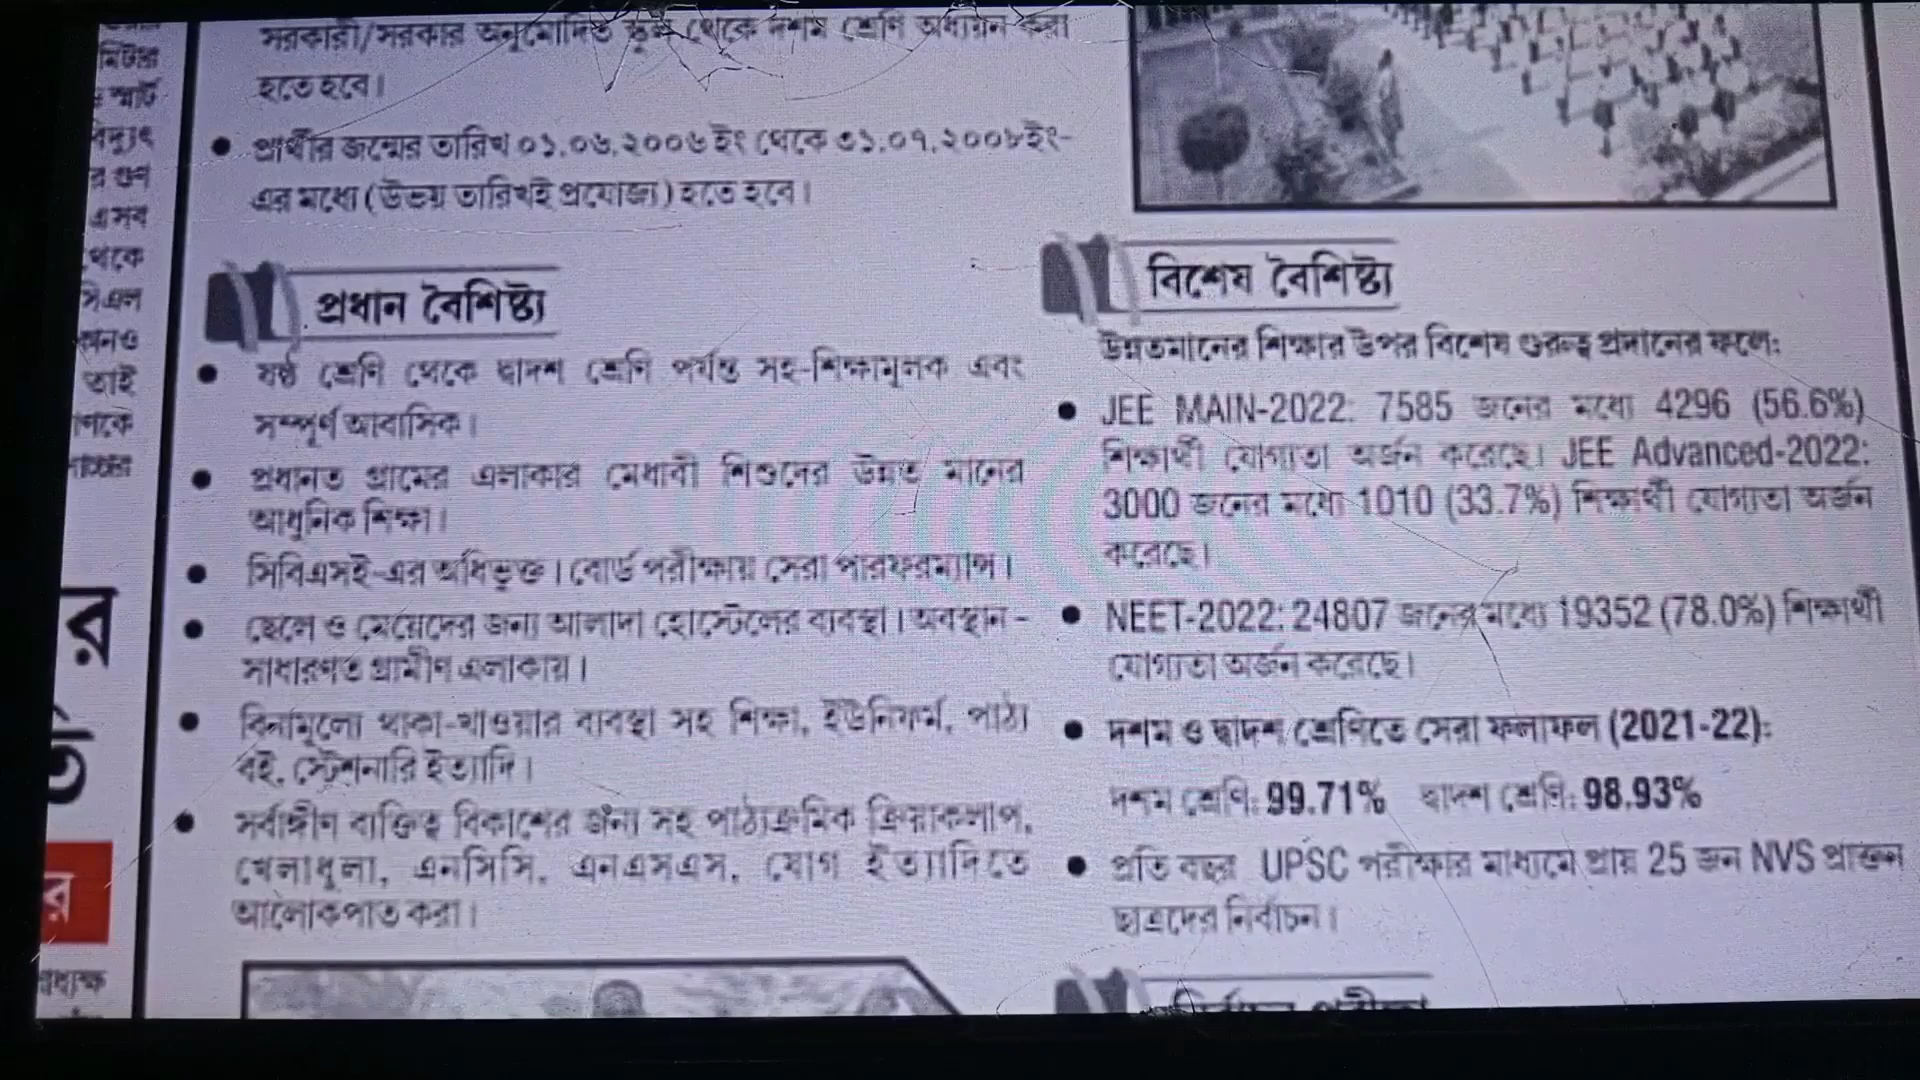 সরকারী/সরকার অনুমোদিত স্কুল থেকে দশম শ্রেণি অধ্যয়ন করা
হতে হবে।
প্রার্থীর জন্মের তারিখ ০১.০৬.২০০৬ ইং থেকে ৩১.০৭.২০০৮ইং-
এর মধ্যে (উভয় তারিখই প্রযোজ্য) হতে হবে।
প্রধান বৈশিষ্ট্য
ষষ্ঠ শ্রেণি থেকে দ্বাদশ শ্রেণি পর্যন্ত সহ-শিক্ষামূলক এবং
সম্পূর্ণ আবাসিক।
প্রধানত গ্রামের এলাকার মেধাবী শিশুদের উন্নত মানের
আধুনিক শিক্ষা।
সিবিএসই-এর অধিভুক্ত। বোর্ড পরীক্ষায় সেরা পারফরম্যান্স।
ছেলে ও মেয়েদের জন্য আলাদা হোস্টেলের ব্যবস্থা। অবস্থান -
সাধারণত গ্রামীণ এলাকায়।
বিনামূল্যে থাকা-খাওয়ার ব্যবস্থা সহ শিক্ষা, ইউনিফর্ম, পাঠ্য
বই, স্টেশনারি ইত্যাদি।
সর্বাঙ্গীণ ব্যক্তিত্ব বিকাশের জন্য সহ পাঠ্যক্রমিক ক্রিয়াকলাপ,
খেলাধুলা, এনসিসি, এনএসএস, যোগ ইত্যাদিতে
আলোকপাত করা।
বিশেষ বৈশিষ্ট্য
উন্নতমানের শিক্ষার উপর বিশেষ গুরুত্ব প্রদানের ফলে:
JEE MAIN-2022: 7585 জনের মধ্যে 4296 (56.6%)
শিক্ষার্থী যোগ্যতা অর্জন করেছে। JEE Advanced-2022:
3000 জনের মধ্যে 1010 (33.7%) শিক্ষার্থী যোগ্যতা অর্জন
করেছে।
NEET-2022: 24807 জনের মধ্যে 19352 (78.0%) শিক্ষার্থী
যোগ্যতা অর্জন করেছে।
দশম ও দ্বাদশ শ্রেণিতে সেরা ফলাফল (2021-22):
দশম শ্রেণি: 99.71% দ্বাদশ শ্রেণি: 98.93%
প্রতি বছর UPSC পরীক্ষার মাধ্যমে প্রায় 25 জন NVS প্রাক্তন
ছাত্রদের নির্বাচন।